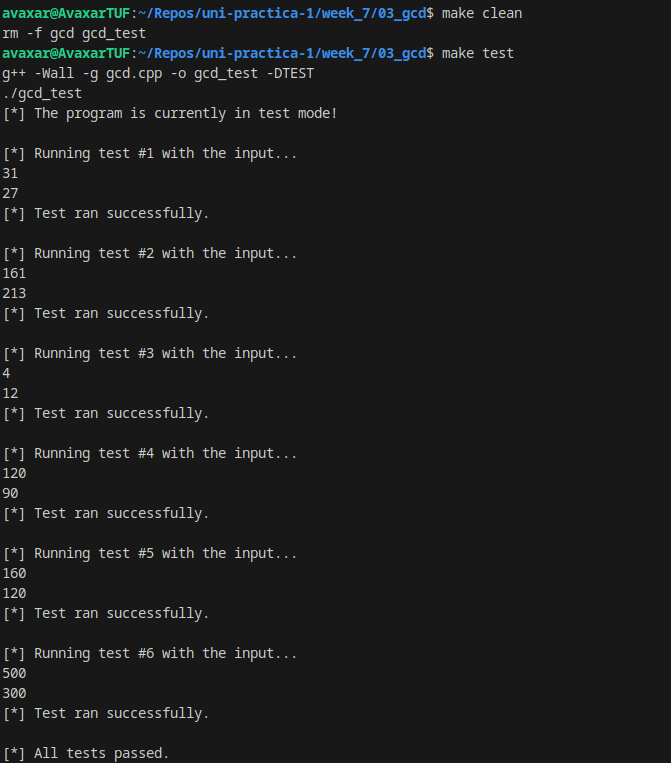 avaxar@AvaxarTUF:~/Repos/uni-practica-1/week_7/03_gcd$ make clean
rm -f gcd gcd_test
avaxar@AvaxarTUF:~/Repos/uni-practica-1/week_7/03_gcd$ make test
g++ -Wall -g gcd.cpp -o gcd_test -DTEST
./gcd_test
[*] The program is currently in test mode!
[*] Running test #1 with the input...
31
27
[*] Test ran successfully.
[*] Running test #2 with the input...
161
213
[*] Test ran successfully.
[*] Running test #3 with the input...
4
12
[*] Test ran successfully.
[*] Running test #4 with the input...
120
90
[*] Test ran successfully.
[*] Running test #5 with the input...
160
120
[*] Test ran successfully.
[*] Running test #6 with the input...
500
300
[*] Test ran successfully.
[*] All tests passed.